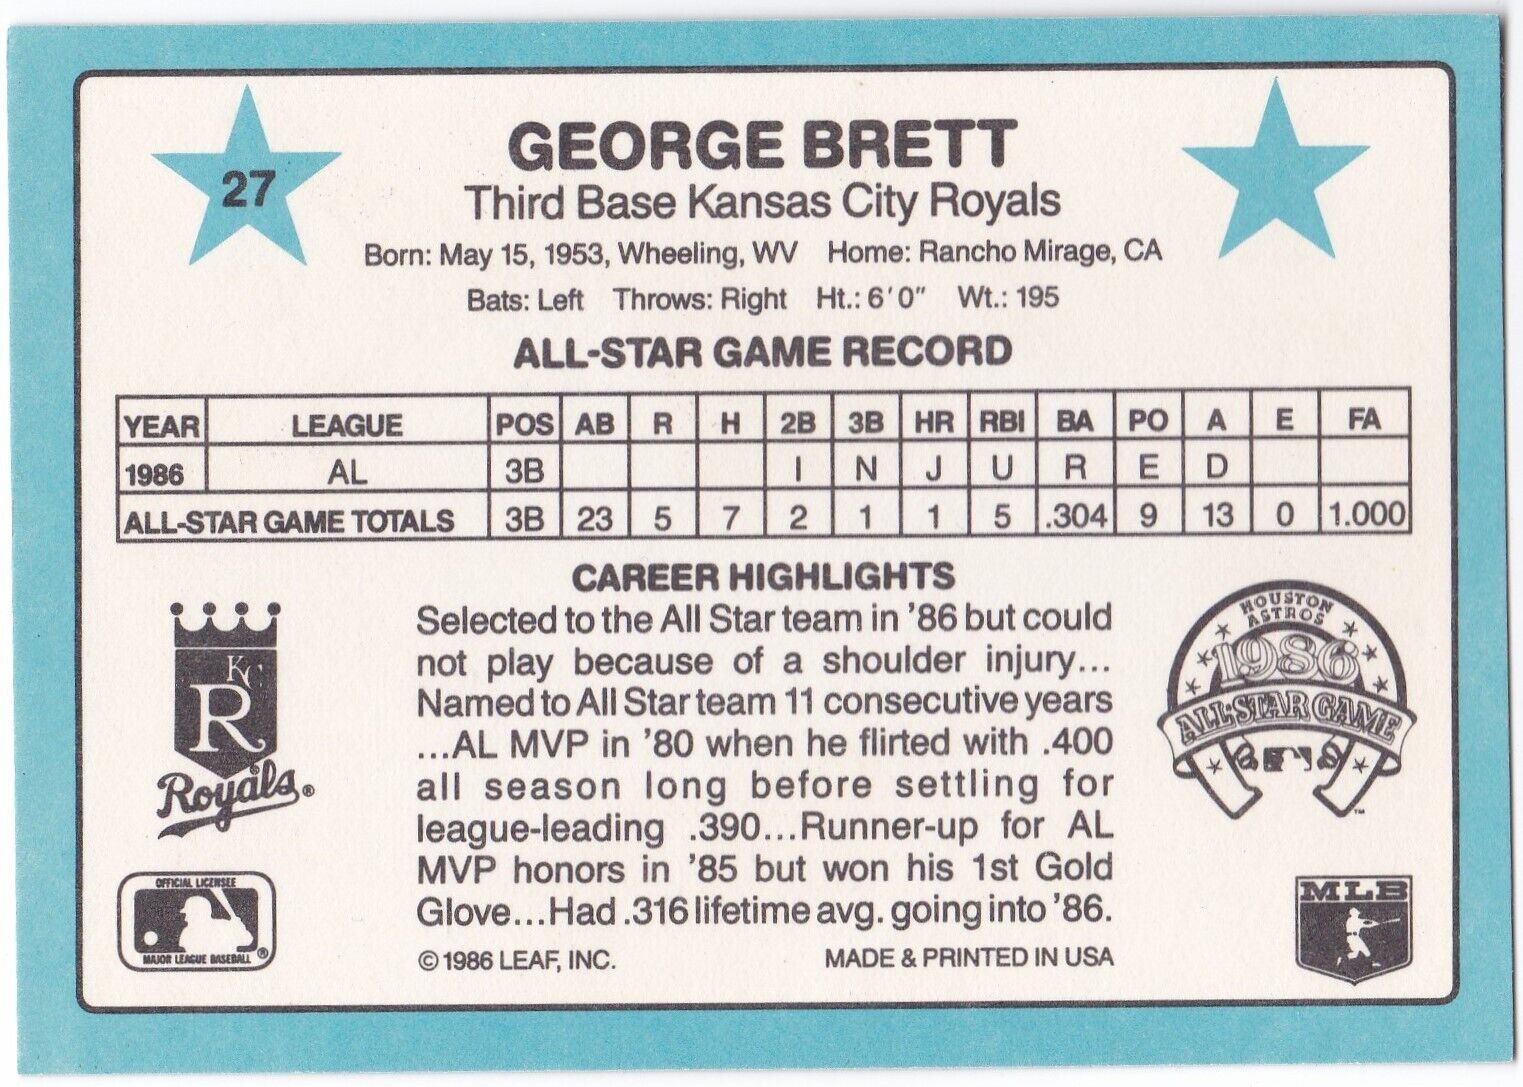 27
GEORGE BRETT
Third Base Kansas City Royals
Born: May 15, 1953, Wheeling, WV Home: Rancho Mirage, CA
Bats: Left Throws: Right Ht.: 6'0" Wt.: 195
ALL-STAR GAME RECORD
YEAR LEAGUE POS AB R H 2B 3B HR RBI BA PO A E FA
1986 AL 3B I N J U R E D
ALL-STAR GAME TOTALS 3B 23 5 7 2 1 1 5 .304 9 13 0 1.000
CAREER HIGHLIGHTS
Selected to the All Star team in '86 but could
not play because of a shoulder injury...
Named to All Star team 11 consecutive years
...AL MVP in '80 when he flirted with .400
all season long before settling for
league-leading .390...Runner-up for AL
MVP honors in '85 but won his 1st Gold
Glove...Had .316 lifetime avg. going into '86.
© 1986 LEAF, INC. MADE & PRINTED IN USA
KC
R
Royals®
OFFICIAL LICENSEE
MAJOR LEAGUE BASEBALL ®
HOUSTON
ASTROS
1986
ALL-STAR GAME
™
MLB